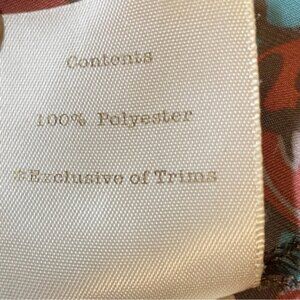 Contents
100% Polyester
*Exclusive of Trims